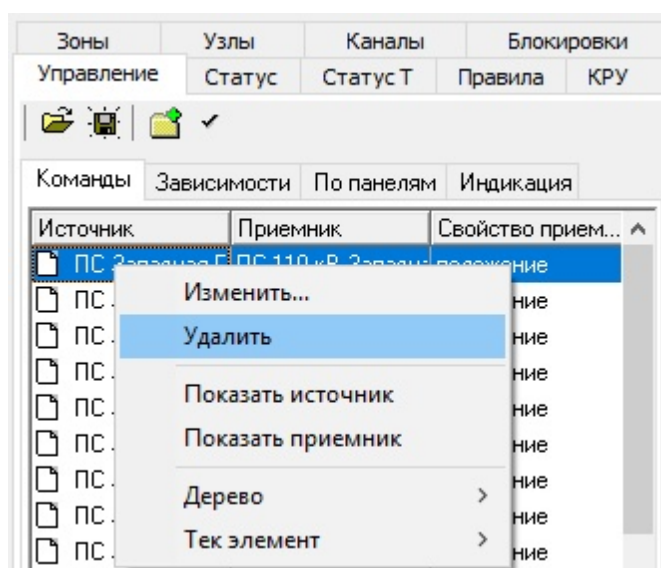 Зоны Узлы Каналы Блокировки
Управление Статус Статус Т Правила КРУ
Команды Зависимости По панелям Индикация
Источник Приемник Свойство прием...
ПС Западная ПС 110 кВ положение
ПС ние
Изменить...
ПС ние
Удалить
ПС ние
Показать источник
ПС ние
Показать приемник
ПС ние
ПС ние
Дерево
ПС ние
Тек элемент
ПС ние